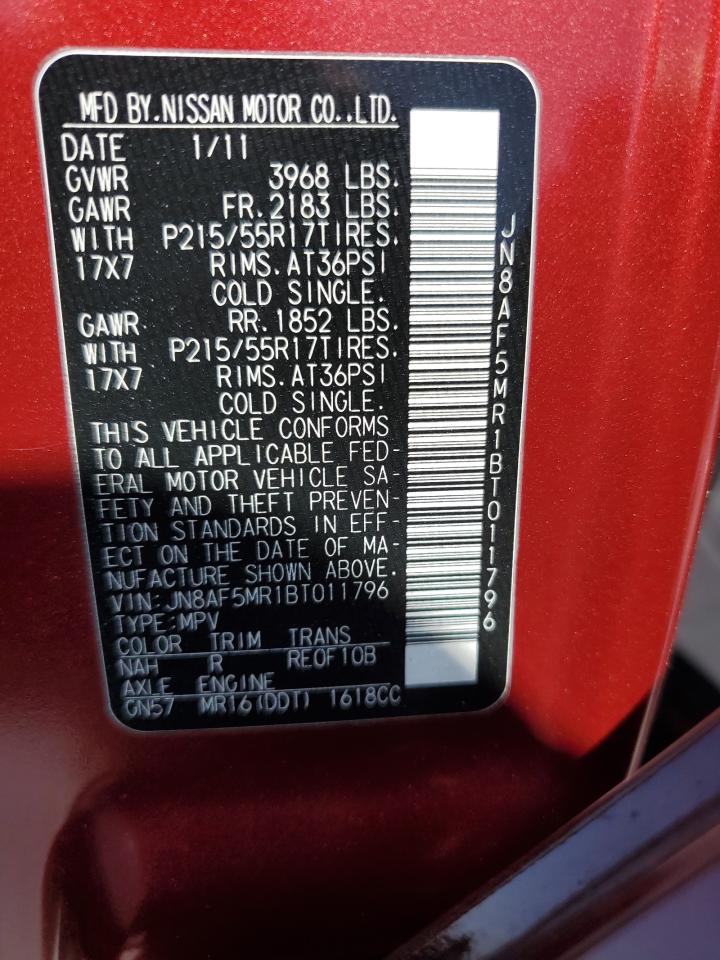 MFD BY.NISSAN MOTOR CO.,LTD.
DATE 1/11
GVWR 3968 LBS.
GAWR FR.2183 LBS.
WITH P215/55R17TIRES.
17X7 RIMS.AT36PSI
COLD SINGLE.
GAWR RR.1852 LBS.
WITH P215/55R17TIRES.
17X7 RIMS.AT36PSI
COLD SINGLE.
THIS VEHICLE CONFORMS
TO ALL APPLICABLE FED-
ERAL MOTOR VEHICLE SA-
FETY AND THEFT PREVEN-
TION STANDARDS IN EFF-
ECT ON THE DATE OF MA-
NUFACTURE SHOWN ABOVE.
VIN:JN8AF5MR1BT011796
TYPE:MPV
COLOR TRIM TRANS
NAH R RE0F10B
AXLE ENGINE
GN57 MR16(DDT) 1618CC
JN8AF5MR1BT011796